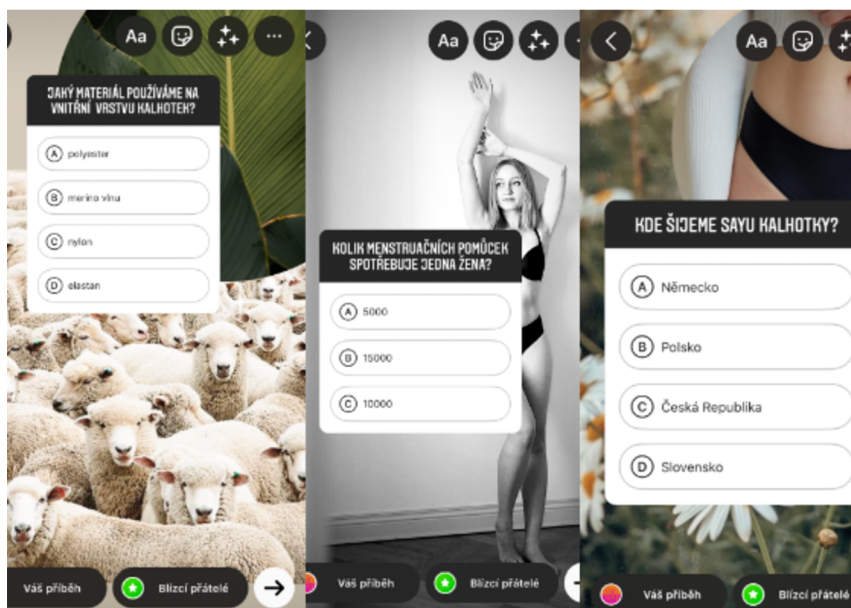 Aa
JAKÝ MATERIÁL POUŽÍVÁME NA
VNITŘNÍ VRSTVU KALHOTEK?
A polyester
B merino vlnu
C nylon
D elastan
Váš příběh
Blízcí přátelé
Aa
KOLIK MENSTRUAČNÍCH POMŮCEK
SPOTŘEBUJE JEDNA ŽENA?
A 5000
B 15000
C 10000
Váš příběh
Blízcí přátelé
Aa
KDE ŠIJEME SAYU KALHOTKY?
A Německo
B Polsko
C Česká Republika
D Slovensko
Váš příběh
Blízcí přátelé